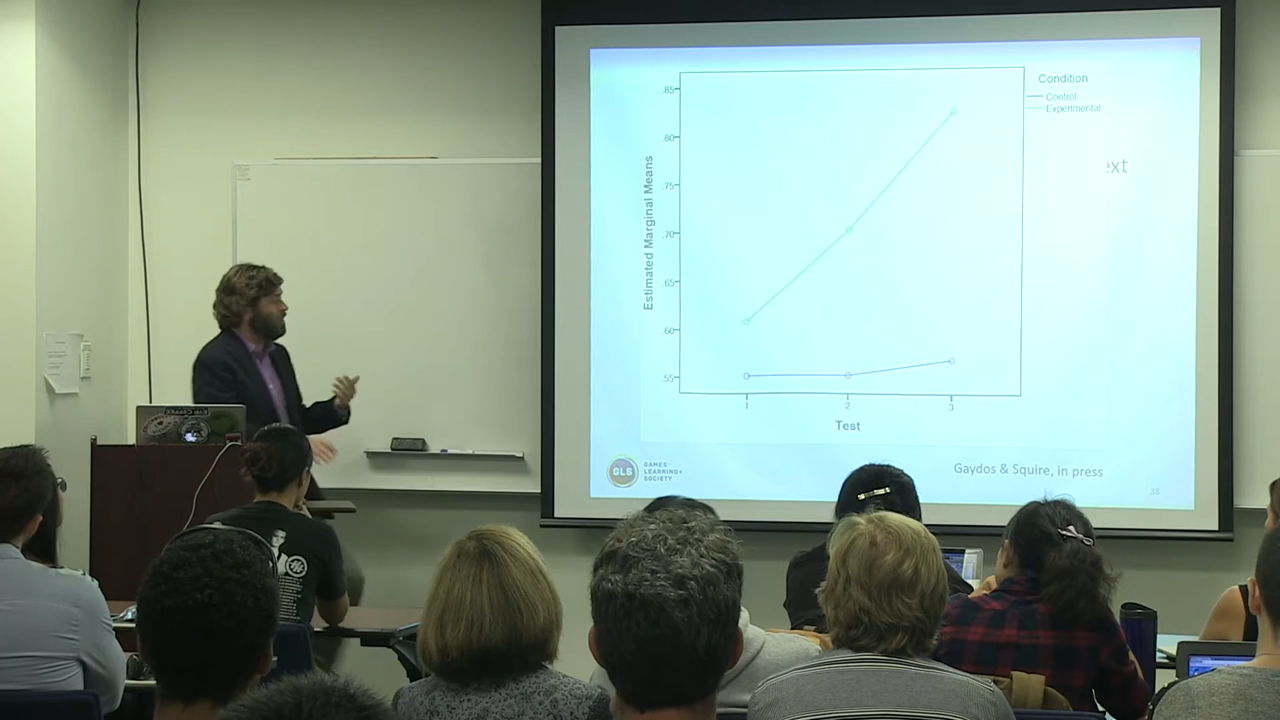 Condition
Control
Experimental
.85
.80
.75
.70
.65
.60
.55
Estimated Marginal Means
1
2
3
Test
ext
GLS
GAMES+
LEARNING+
SOCIETY
Gaydos & Squire, in press
38